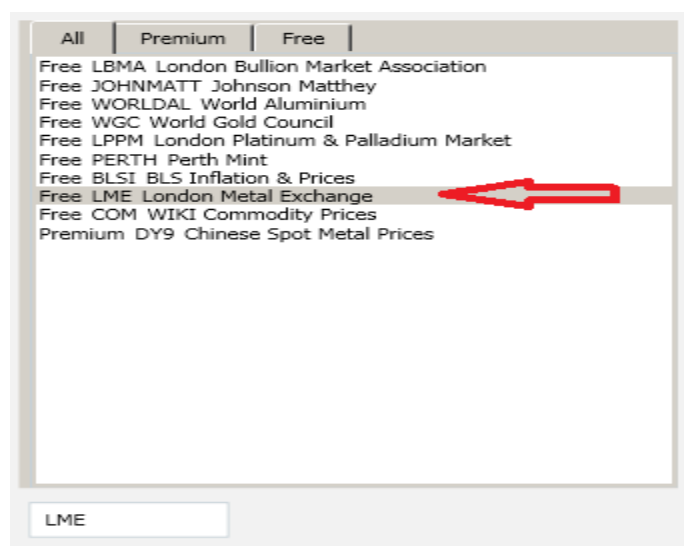 All Premium Free
Free LBMA London Bullion Market Association
Free JOHNMATT Johnson Matthey
Free WORLDAL World Aluminium
Free WGC World Gold Council
Free LPPM London Platinum & Palladium Market
Free PERTH Perth Mint
Free BLSI BLS Inflation & Prices
Free LME London Metal Exchange
Free COM WIKI Commodity Prices
Premium DY9 Chinese Spot Metal Prices
LME